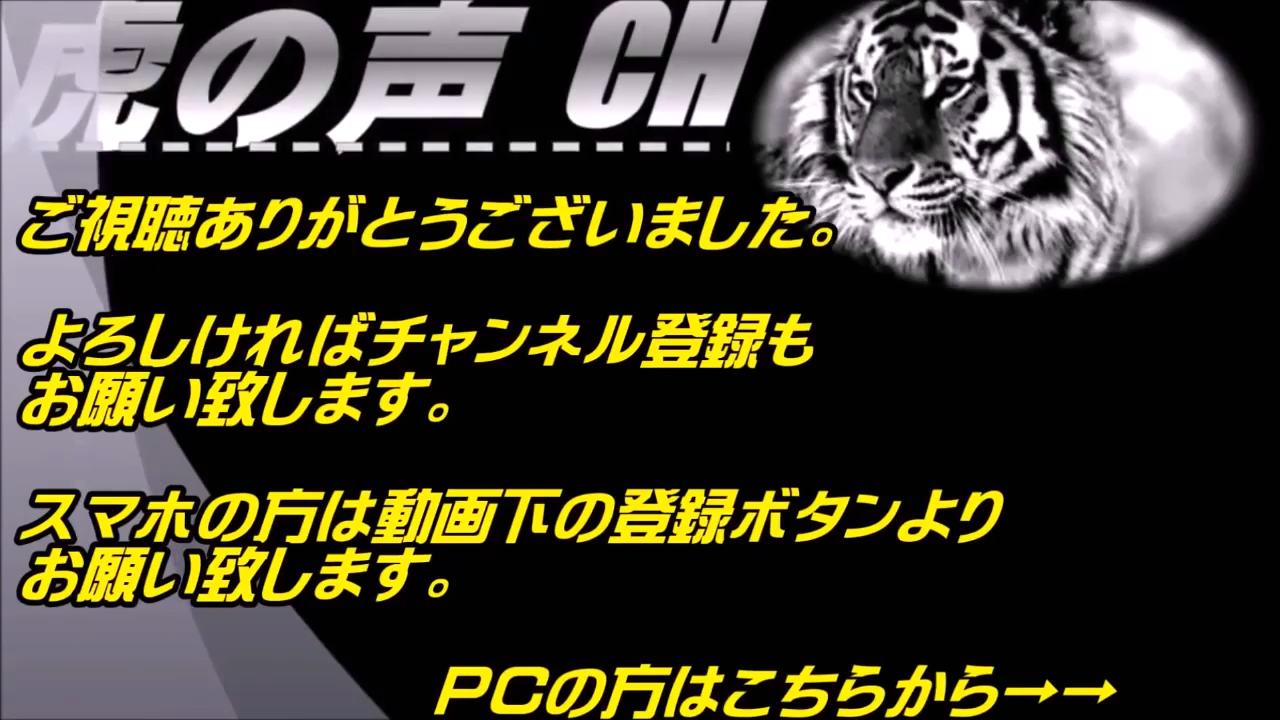 虎の声 CH
ご視聴ありがとうございました。
よろしければチャンネル登録も
お願い致します。
スマホの方は動画下の登録ボタンより
お願い致します。
PCの方はこちらから→→